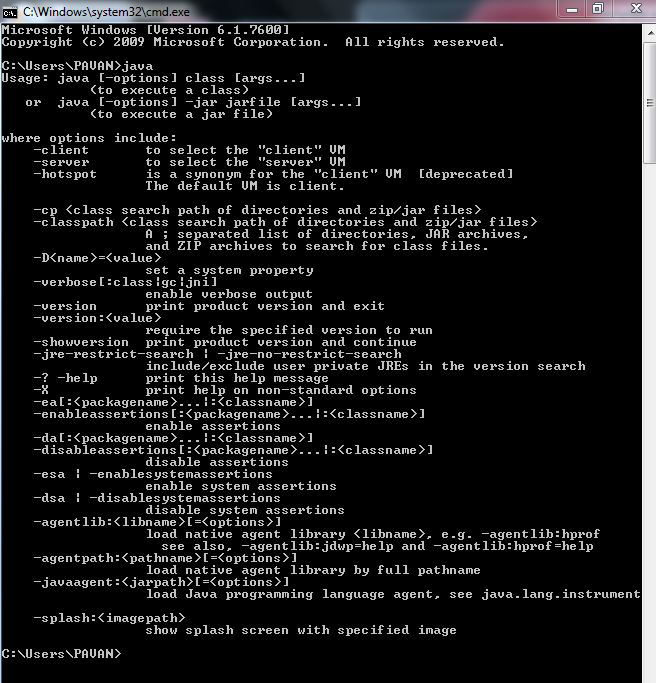 C:\Windows\system32\cmd.exe
Microsoft Windows [Version 6.1.7600]
Copyright (c) 2009 Microsoft Corporation.  All rights reserved.
C:\Users\PAVAN>java
Usage: java [-options] class [args...]
           (to execute a class)
   or  java [-options] -jar jarfile [args...]
           (to execute a jar file)
where options include:
    -client       to select the "client" VM
    -server       to select the "server" VM
    -hotspot      is a synonym for the "client" VM  [deprecated]
                  The default VM is client.
    -cp <class search path of directories and zip/jar files>
    -classpath <class search path of directories and zip/jar files>
                  A ; separated list of directories, JAR archives,
                  and ZIP archives to search for class files.
    -D<name>=<value>
                  set a system property
    -verbose[:class|gc|jni]
                  enable verbose output
    -version      print product version and exit
    -version:<value>
                  require the specified version to run
    -showversion  print product version and continue
    -jre-restrict-search | -jre-no-restrict-search
                  include/exclude user private JREs in the version search
    -? -help      print this help message
    -X            print help on non-standard options
    -ea[:<packagename>...|:<classname>]
    -enableassertions[:<packagename>...|:<classname>]
                  enable assertions
    -da[:<packagename>...|:<classname>]
    -disableassertions[:<packagename>...|:<classname>]
                  disable assertions
    -esa | -enablesystemassertions
                  enable system assertions
    -dsa | -disablesystemassertions
                  disable system assertions
    -agentlib:<libname>[=<options>]
                  load native agent library <libname>, e.g. -agentlib:hprof
                    see also, -agentlib:jdwp=help and -agentlib:hprof=help
    -agentpath:<pathname>[=<options>]
                  load native agent library by full pathname
    -javaagent:<jarpath>[=<options>]
                  load Java programming language agent, see java.lang.instrument
    -splash:<imagepath>
                  show splash screen with specified image
C:\Users\PAVAN>